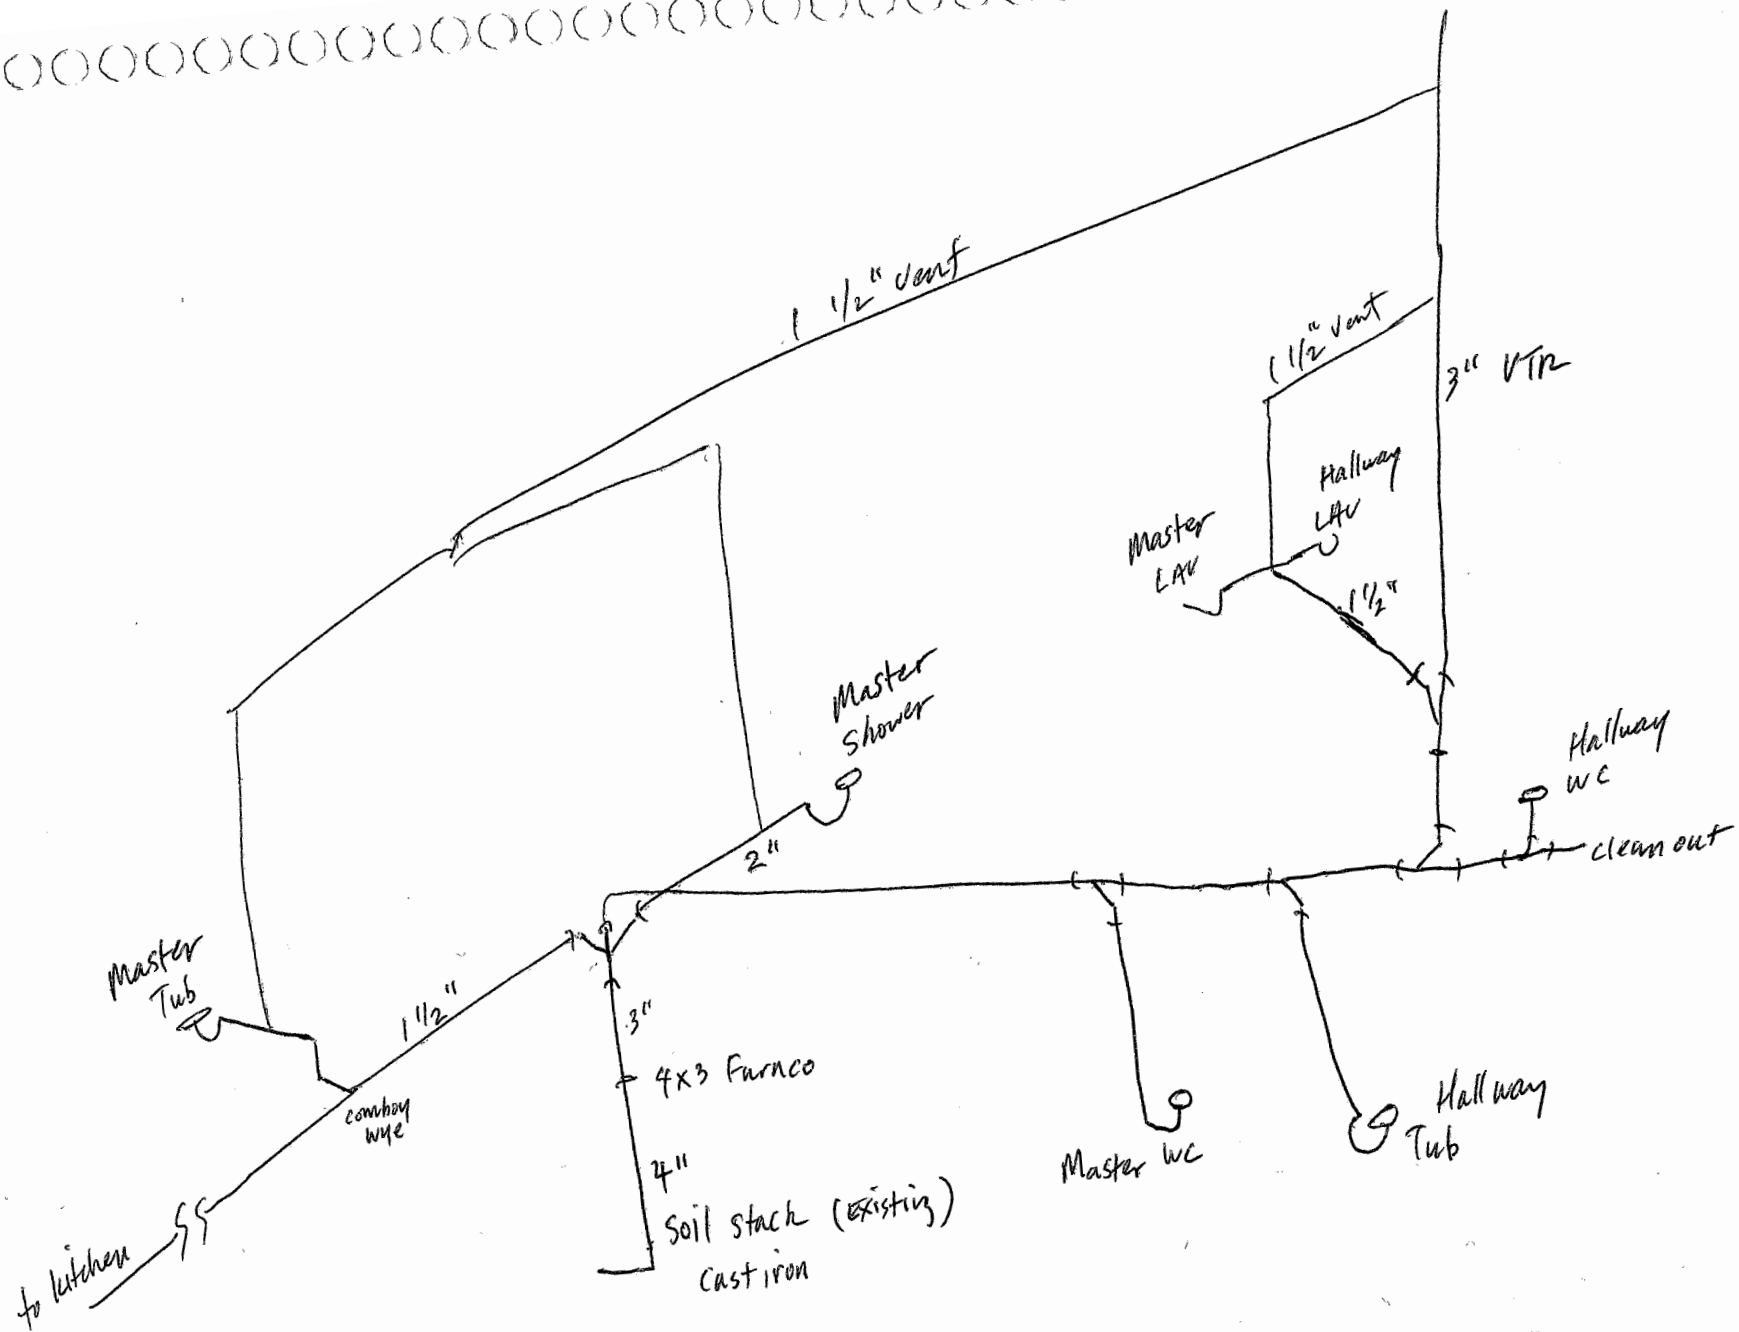 1 1/2" vent
1 1/2" vent
3" VTR
Hallway
LAV
Master
LAV
1 1/2"
Master
Shower
Hallway
WC
2"
clean out
Master
Tub
1 1/2"
3"
4x3 Furnco
comboy
wye
4"
Hallway
Tub
Master WC
Soil stack (Existing)
Cast iron
to kitchen